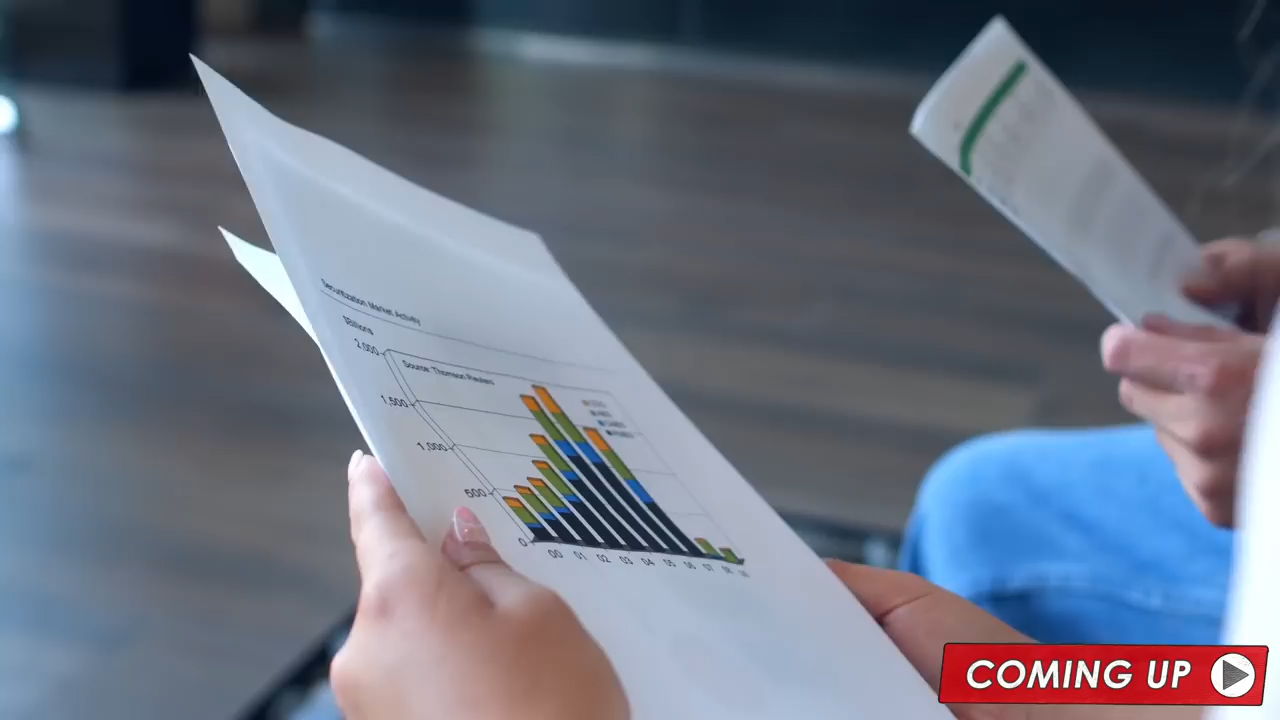 Securitization Market Activity
$Billions
2,000
Source: Thomson Reuters
1,500
1,000
500
0
00 01 02 03 04 05 06 07
COMING UP